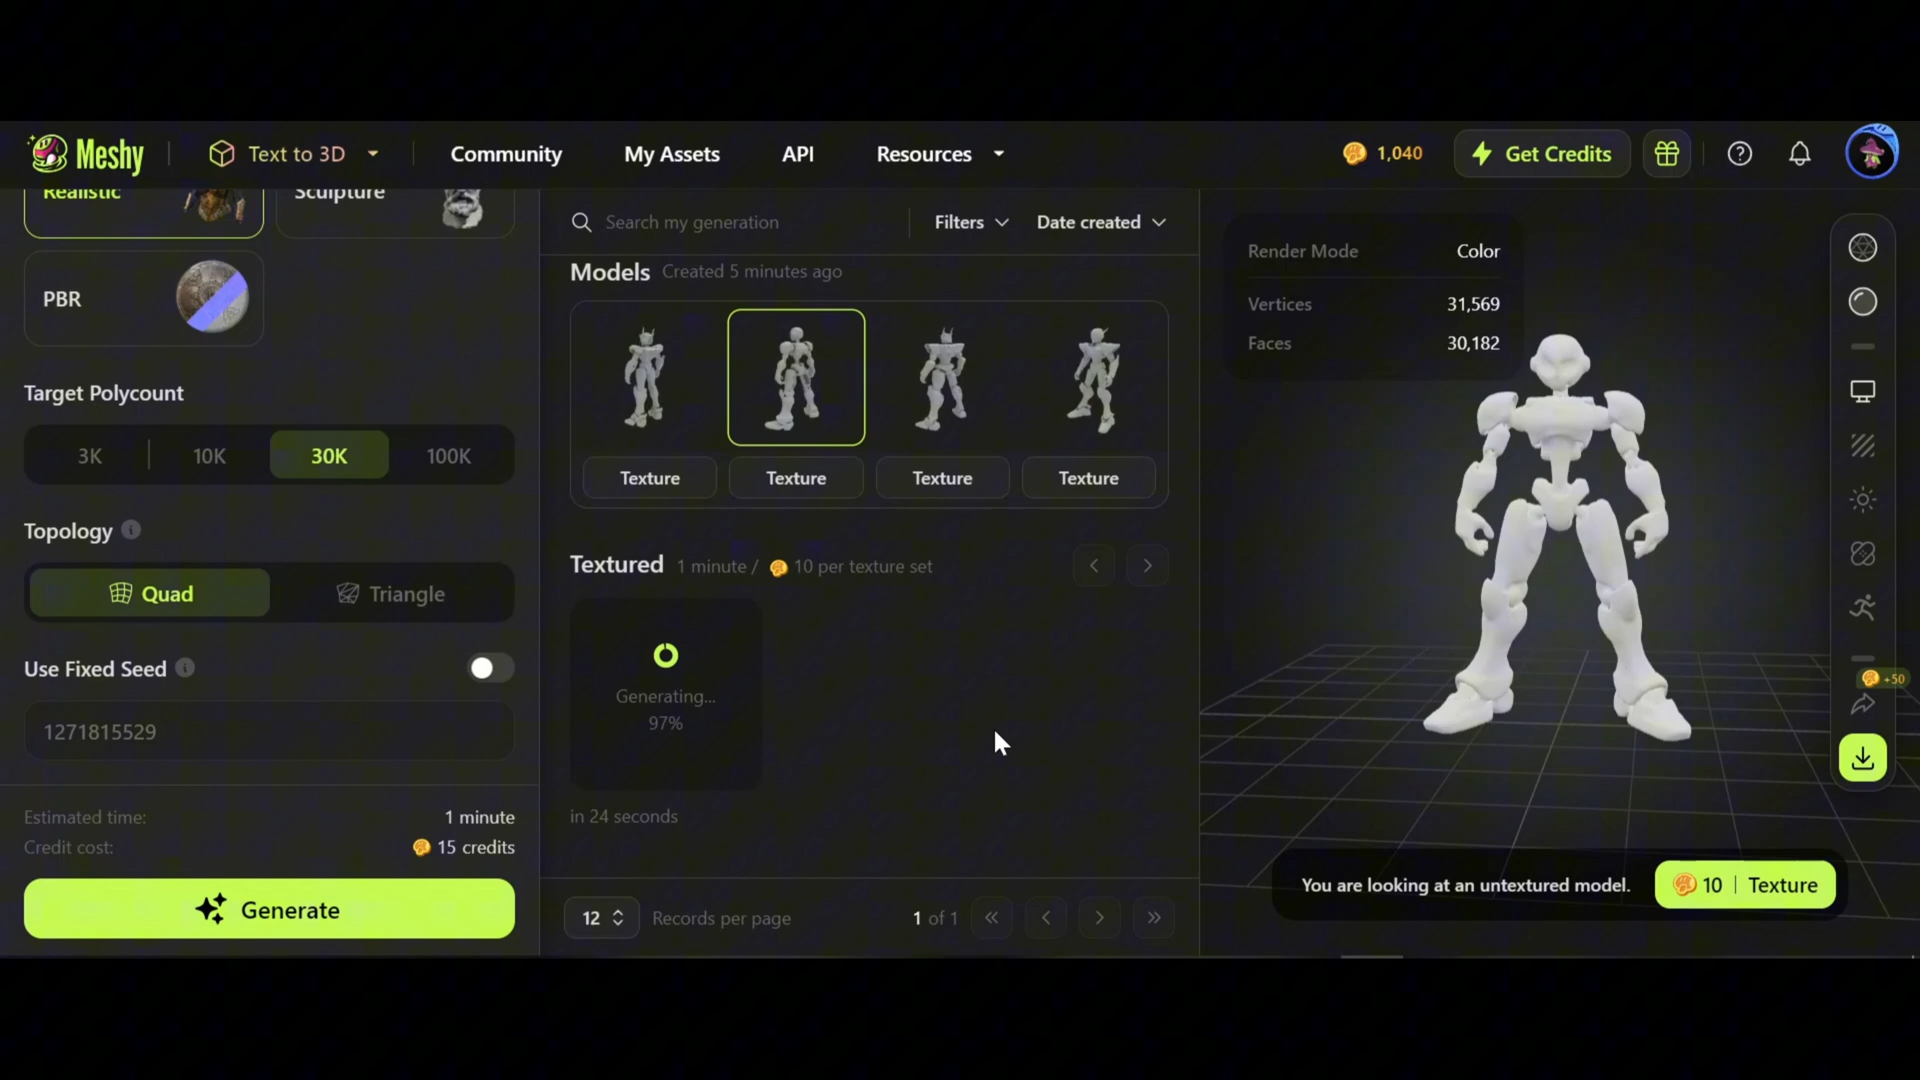 Meshy
Text to 3D
Community
My Assets
API
Resources
1,040
Get Credits
Realistic
Sculpture
PBR
Target Polycount
3K
10K
30K
100K
Topology
Quad
Triangle
Use Fixed Seed
1271815529
Estimated time:
1 minute
Credit cost:
15 credits
Generate
Search my generation
Filters
Date created
Models Created 5 minutes ago
Texture
Texture
Texture
Texture
Textured 1 minute / 10 per texture set
Generating...
97%
in 24 seconds
12
Records per page
1 of 1
Render Mode
Color
Vertices
31,569
Faces
30,182
+50
You are looking at an untextured model.
10 | Texture